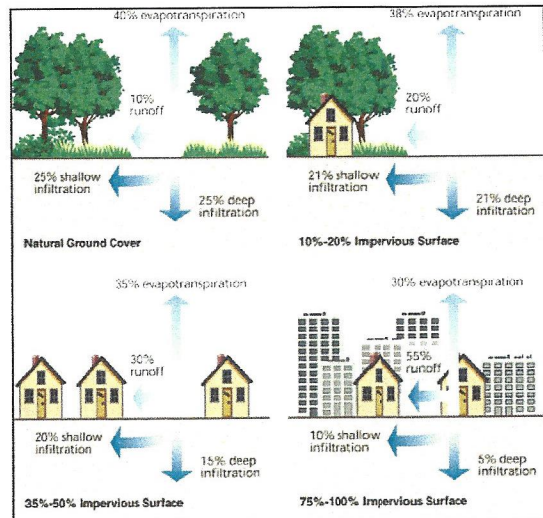 40% evapotranspiration
10%
runoff
25% shallow
infiltration
25% deep
infiltration
Natural Ground Cover
38% evapotranspiration
20%
runoff
21% shallow
infiltration
21% deep
infiltration
10%-20% Impervious Surface
35% evapotranspiration
30%
runoff
20% shallow
infiltration
15% deep
infiltration
35%-50% Impervious Surface
30% evapotranspiration
55%
runoff
10% shallow
infiltration
5% deep
infiltration
75%-100% Impervious Surface